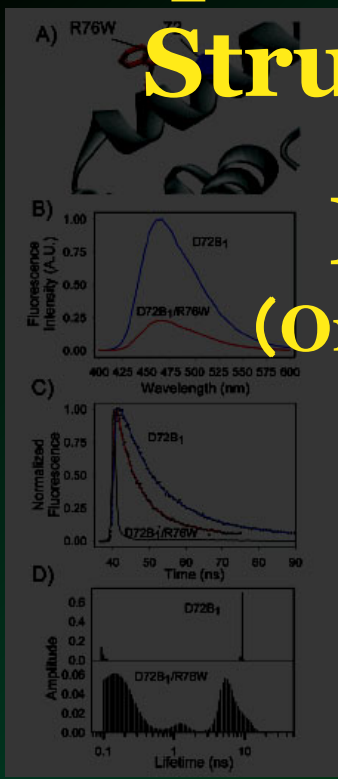 A)
R76W
Stru
B)
Fluorescence
Intensity (A.U.)
1.00
0.75
0.50
0.25
0.00
D72B₁
D72B₁/R76W
400 425 450 475 500 525 550 575 600
Wavelength (nm)
(or
C)
Normalized
Fluorescence
1.00
0.75
0.50
0.25
0.00
D72B₁
D72B₁/R76W
40 50 60 70 80 90
Time (ns)
D)
Amplitude
0.6
0.4
0.2
0.0
D72B₁
0.06
0.04
0.02
0.00
D72B₁/R76W
0.1 1 10
Lifetime (ns)